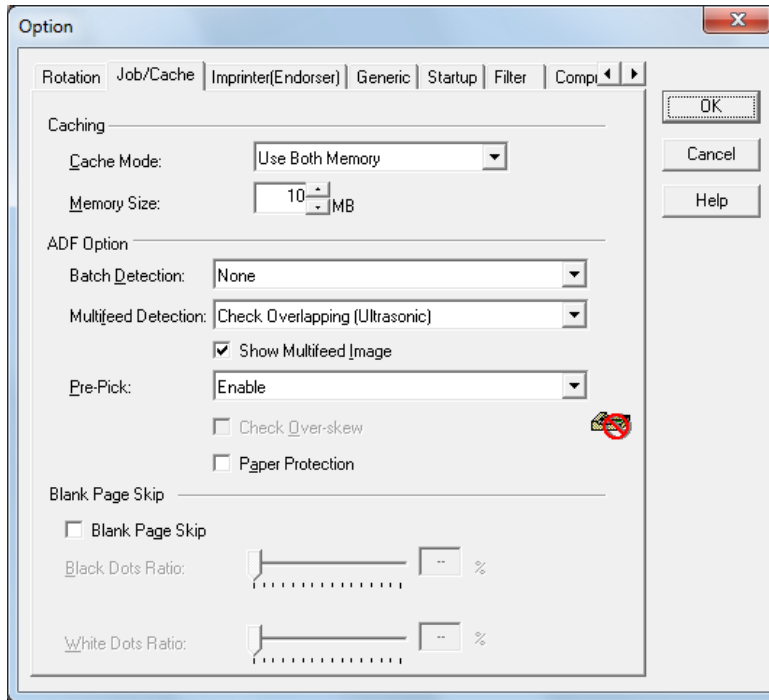 Option
Rotation Job/Cache Imprinter(Endorser) Generic Startup Filter
OK
Caching
Cache Mode: Use Both Memory
Cancel
Memory Size: 10 MB
Help
ADF Option
Batch Detection: None
Multifeed Detection: Check Overlapping (Ultrasonic)
Show Multifeed Image
Pre-Pick: Enable
Check Over-skew
Paper Protection
Blank Page Skip
Blank Page Skip
Black Dots Ratio: -- %
White Dots Ratio: -- %